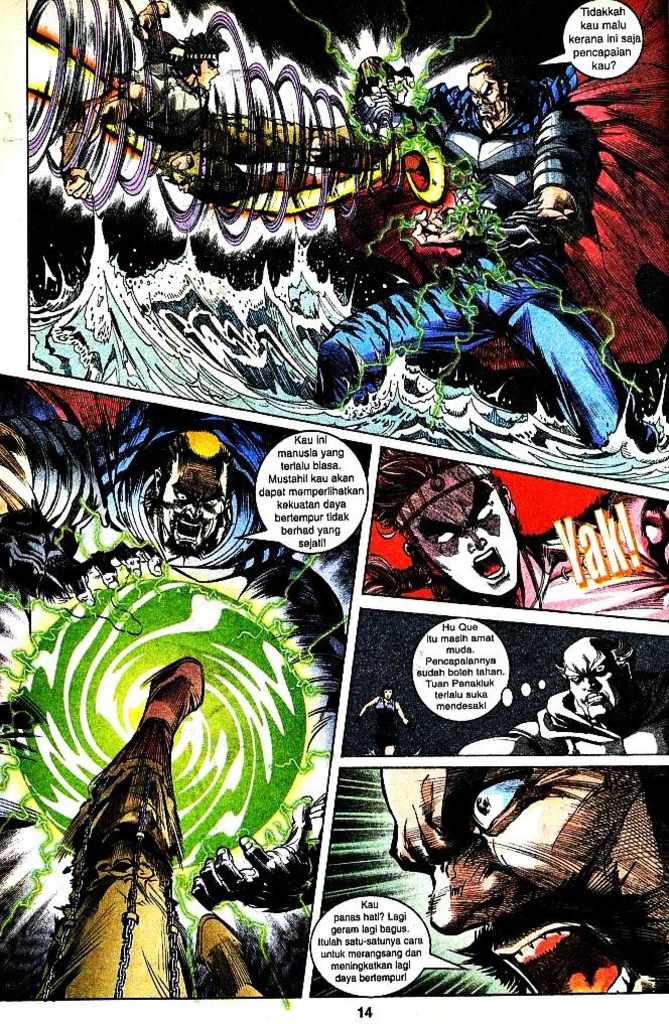 Tidakkah
kau malu
kerana ini saja
pencapaian
kau?
Kau ini
manusia yang
terlalu biasa.
Mustahil kau akan
dapat memperlihatkan
kekuatan daya
bertempur tidak
berhad yang
sejati!
Yak!
Hu Que
itu masih amat
muda.
Pencapaiannya
sudah boleh tahan.
Tuan Panakluk
terlalu suka
mendesak!
Kau
panas hati? Lagi
geram lagi bagus.
Itulah satu-satunya cara
untuk merangsang dan
meningkatkan lagi
daya bertempur!
14